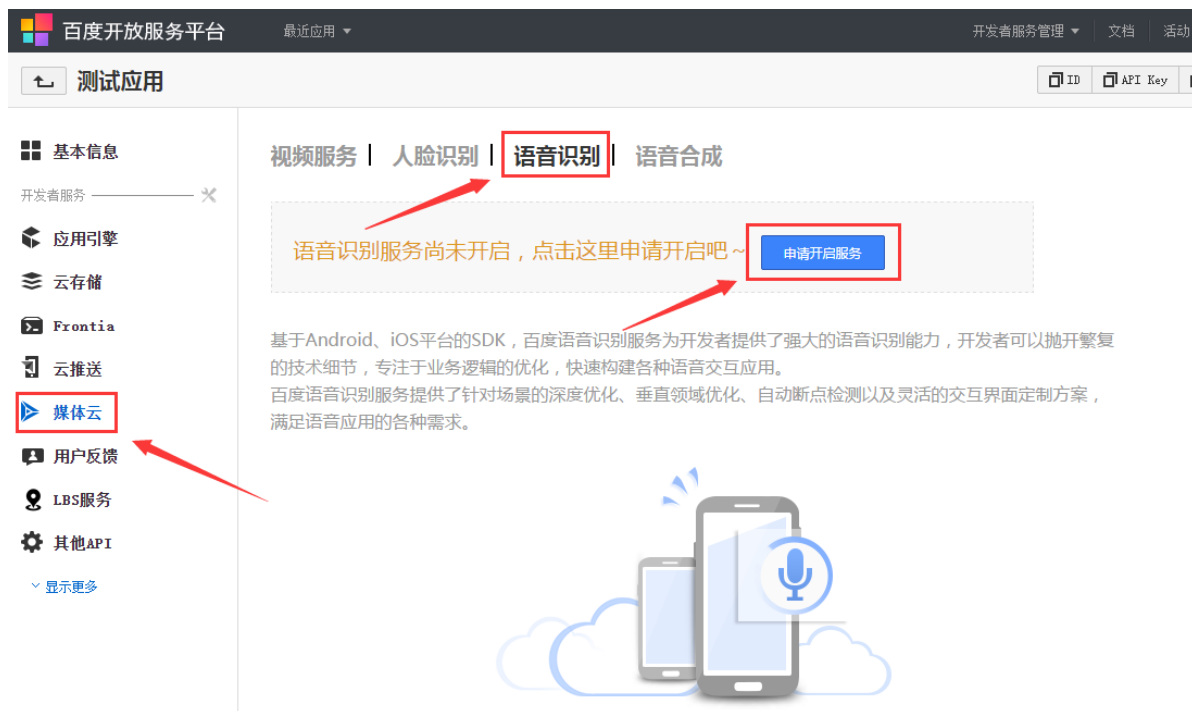 百度开放服务平台
最近应用
开发者服务管理
文档
活动
测试应用
ID
API Key
基本信息
开发者服务
应用引擎
云存储
Frontia
云推送
媒体云
用户反馈
LBS服务
其他API
显示更多
视频服务
人脸识别
语音识别
语音合成
语音识别服务尚未开启，点击这里申请开启吧~
申请开启服务
基于Android、iOS平台的SDK，百度语音识别服务为开发者提供了强大的语音识别能力，开发者可以抛开繁复
的技术细节，专注于业务逻辑的优化，快速构建各种语音交互应用。
百度语音识别服务提供了针对场景的深度优化、垂直领域优化、自动断点检测以及灵活的交互界面定制方案，
满足语音应用的各种需求。